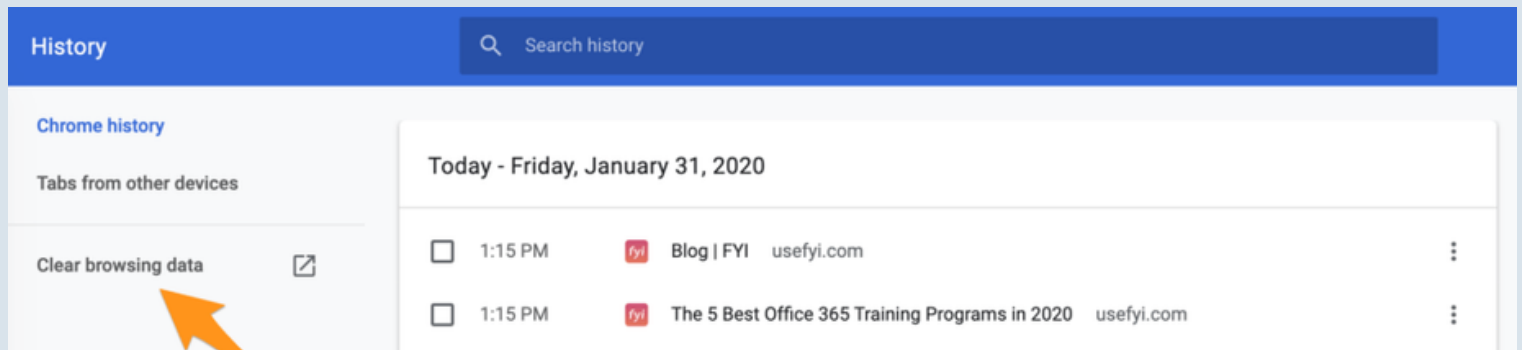 History
Search history
Chrome history
Tabs from other devices
Clear browsing data
Today - Friday, January 31, 2020
1:15 PM fyi Blog | FYI usefyi.com
1:15 PM fyi The 5 Best Office 365 Training Programs in 2020 usefyi.com